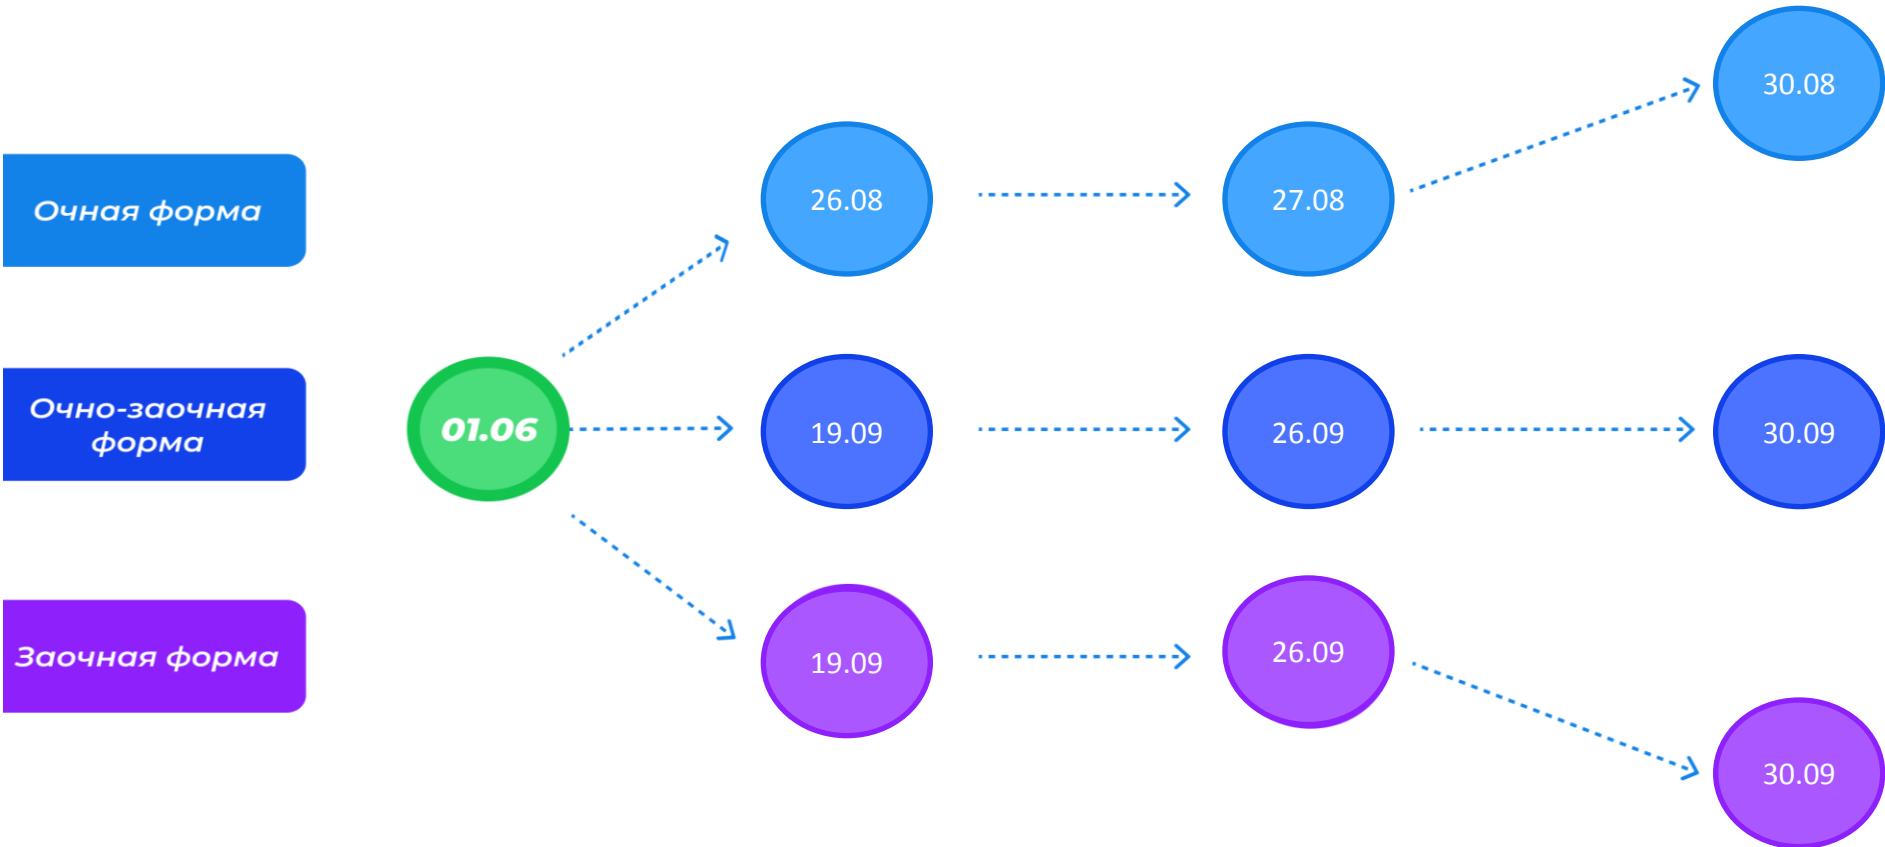 Очная форма
26.08
27.08
30.08
Очно-заочная
форма
01.06
19.09
26.09
30.09
Заочная форма
19.09
26.09
30.09